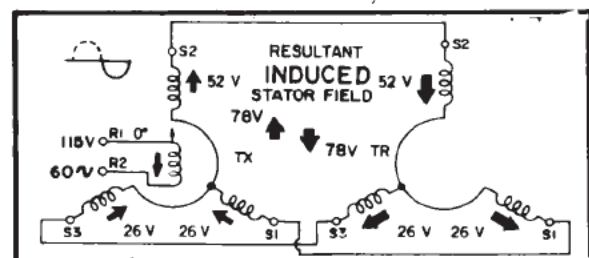 S2
S2
RESULTANT
INDUCED
STATOR FIELD
52 V
52 V
78V
78V
115V
R1 0°
TX
TR
60~
R2
S3
26 V
26 V
S1
S3
26 V
26 V
S1